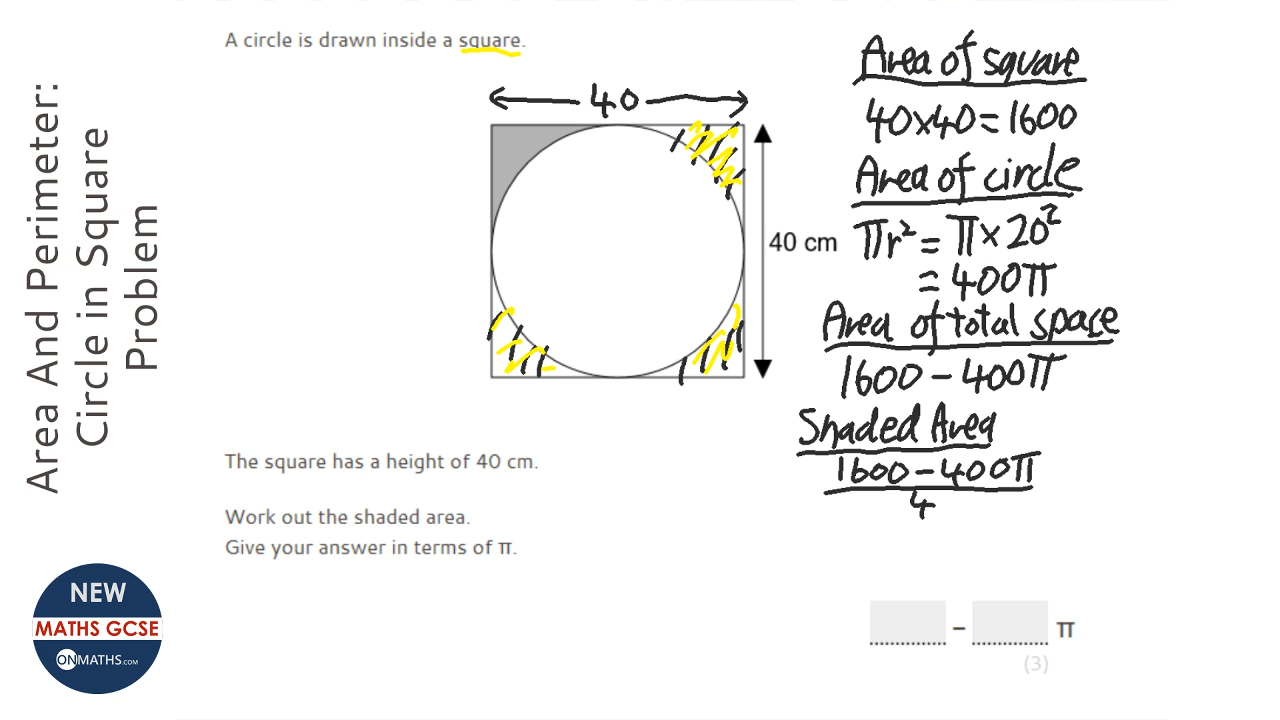 Area And Perimeter:
Circle in Square
Problem
NEW
MATHS GCSE
ONMATHS.COM
A circle is drawn inside a square.
40
40 cm
The square has a height of 40 cm.
Work out the shaded area.
Give your answer in terms of π.
Area of square
40×40=1600
Area of circle
πr² = π×20²
= 400π
Area of total space
1600 − 400π
Shaded Area
1600 − 400π
4
− π
(3)